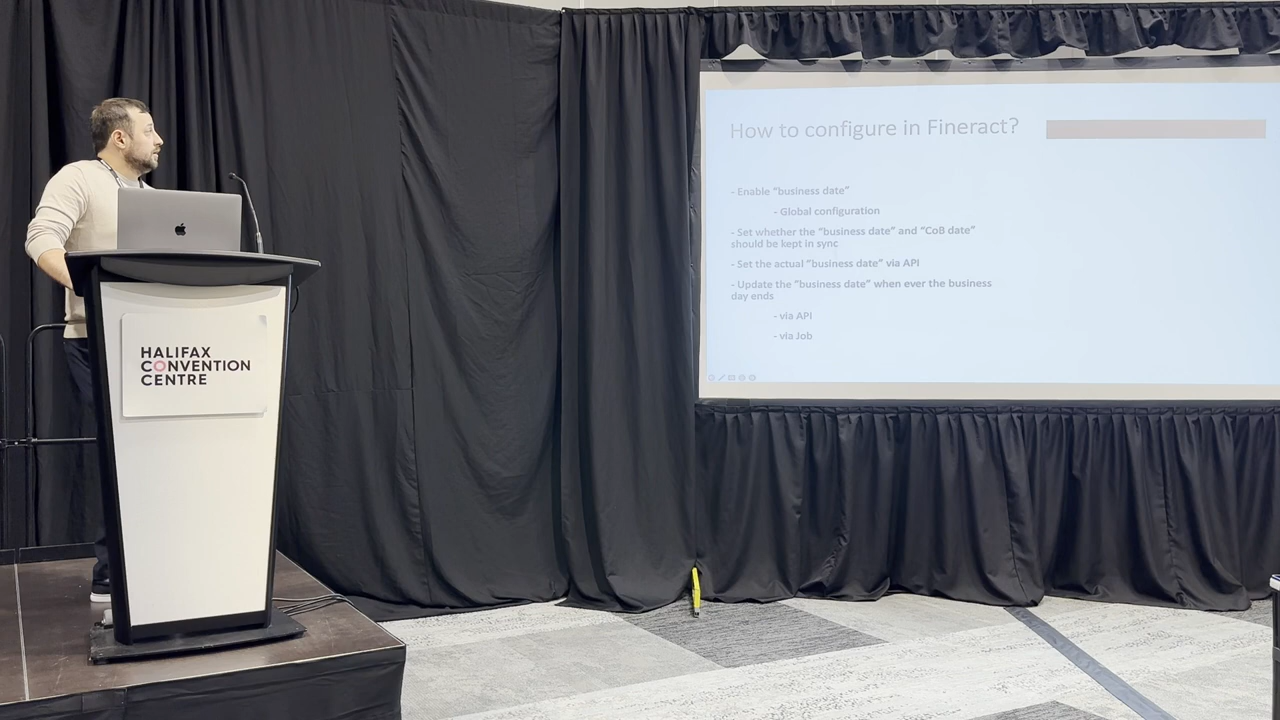 How to configure in Fineract?
- Enable "business date"
- Global configuration
- Set whether the "business date" and "CoB date"
should be kept in sync
- Set the actual "business date" via API
- Update the "business date" when ever the business
day ends
- via API
- via Job
HALIFAX
CONVENTION
CENTRE